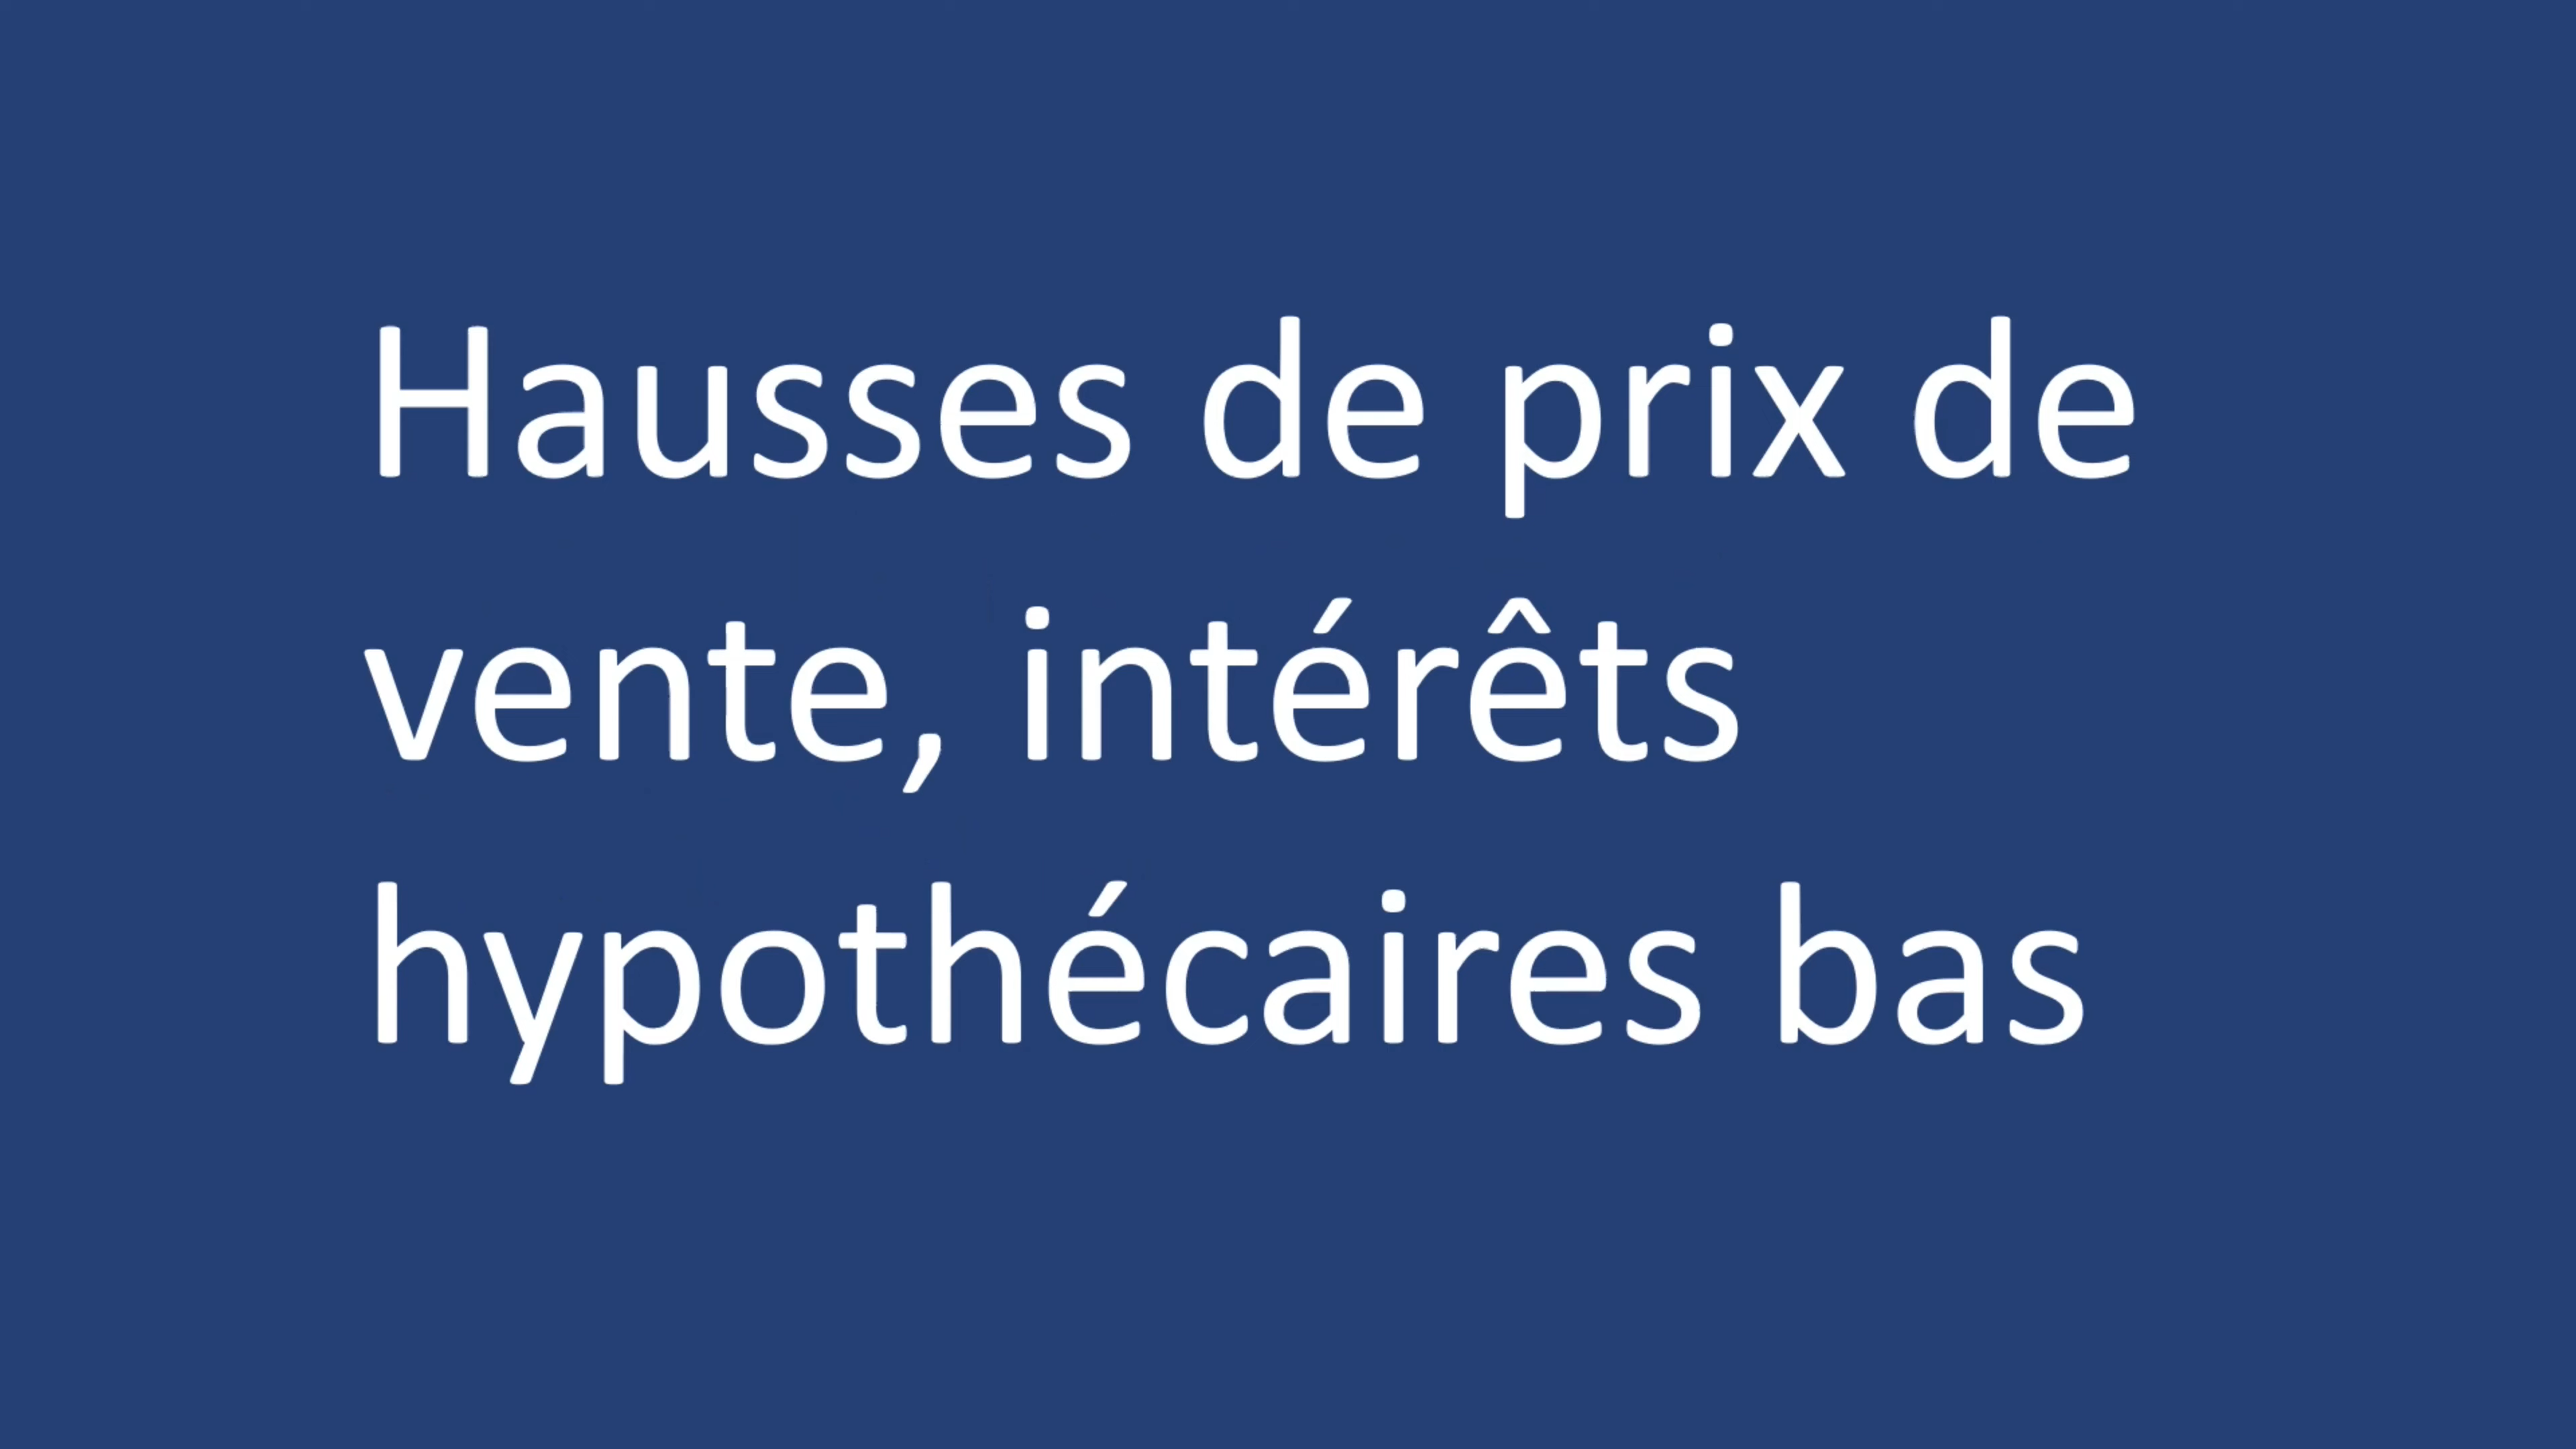 Hausses de prix de
vente, intérêts
hypothécaires bas